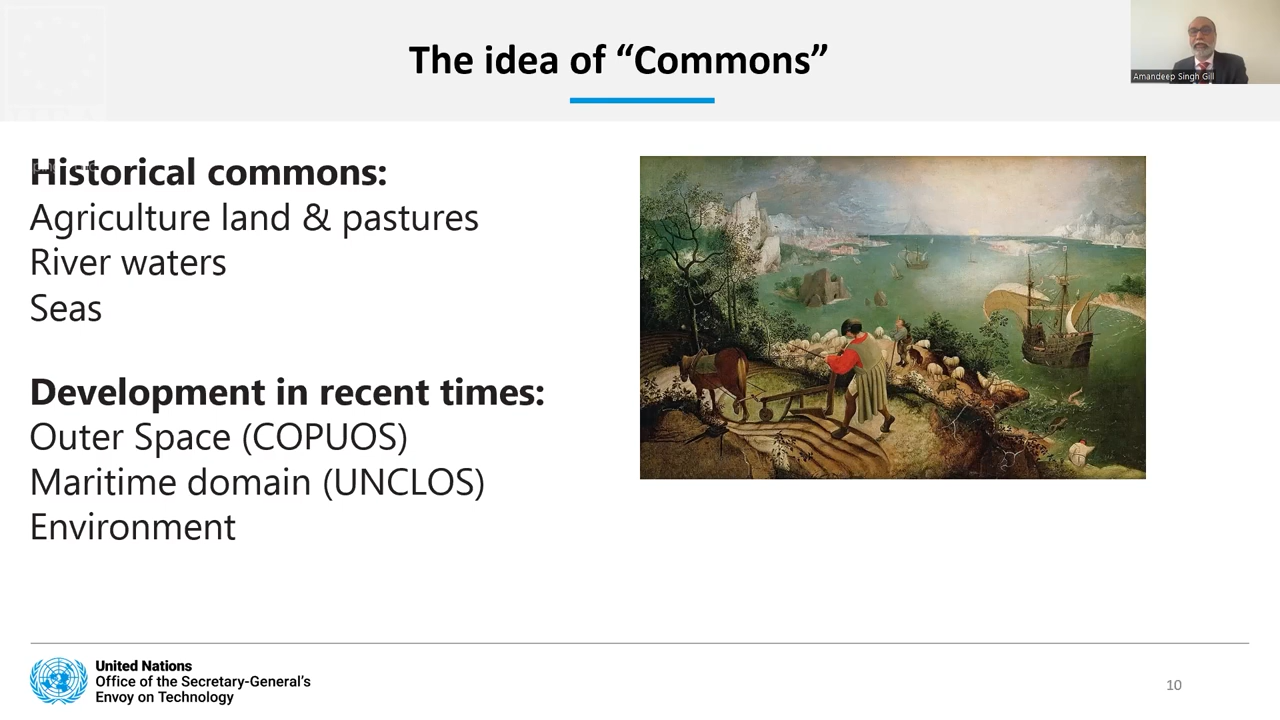 The idea of “Commons”
Amandeep Singh Gill
Historical commons:
Agriculture land & pastures
River waters
Seas
Development in recent times:
Outer Space (COPUOS)
Maritime domain (UNCLOS)
Environment
United Nations
Office of the Secretary-General’s
Envoy on Technology
10